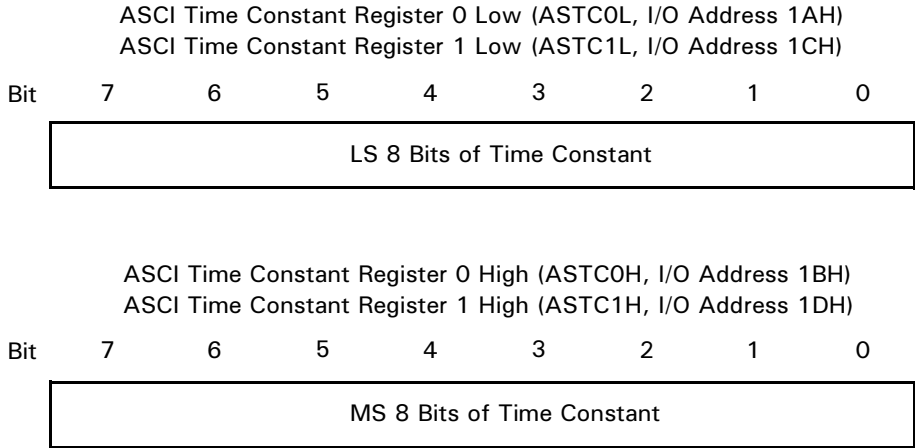 ASCI Time Constant Register 0 Low (ASTC0L, I/O Address 1AH)
ASCI Time Constant Register 1 Low (ASTC1L, I/O Address 1CH)
Bit 7 6 5 4 3 2 1 0
LS 8 Bits of Time Constant
ASCI Time Constant Register 0 High (ASTC0H, I/O Address 1BH)
ASCI Time Constant Register 1 High (ASTC1H, I/O Address 1DH)
Bit 7 6 5 4 3 2 1 0
MS 8 Bits of Time Constant